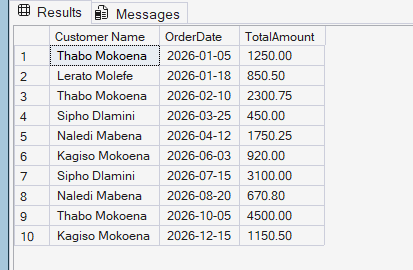 Results Messages
Customer Name OrderDate TotalAmount
1 Thabo Mokoena 2026-01-05 1250.00
2 Lerato Molefe 2026-01-18 850.50
3 Thabo Mokoena 2026-02-10 2300.75
4 Sipho Dlamini 2026-03-25 450.00
5 Naledi Mabena 2026-04-12 1750.25
6 Kagiso Mokoena 2026-06-03 920.00
7 Sipho Dlamini 2026-07-15 3100.00
8 Naledi Mabena 2026-08-20 670.80
9 Thabo Mokoena 2026-10-05 4500.00
10 Kagiso Mokoena 2026-12-15 1150.50